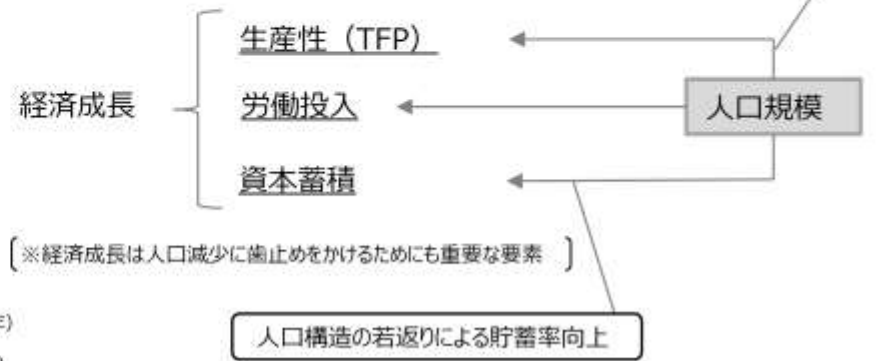 生産性（TFP）
経済成長
労働投入
人口規模
資本蓄積
※経済成長は人口減少に歯止めをかけるためにも重要な要素
人口構造の若返りによる貯蓄率向上